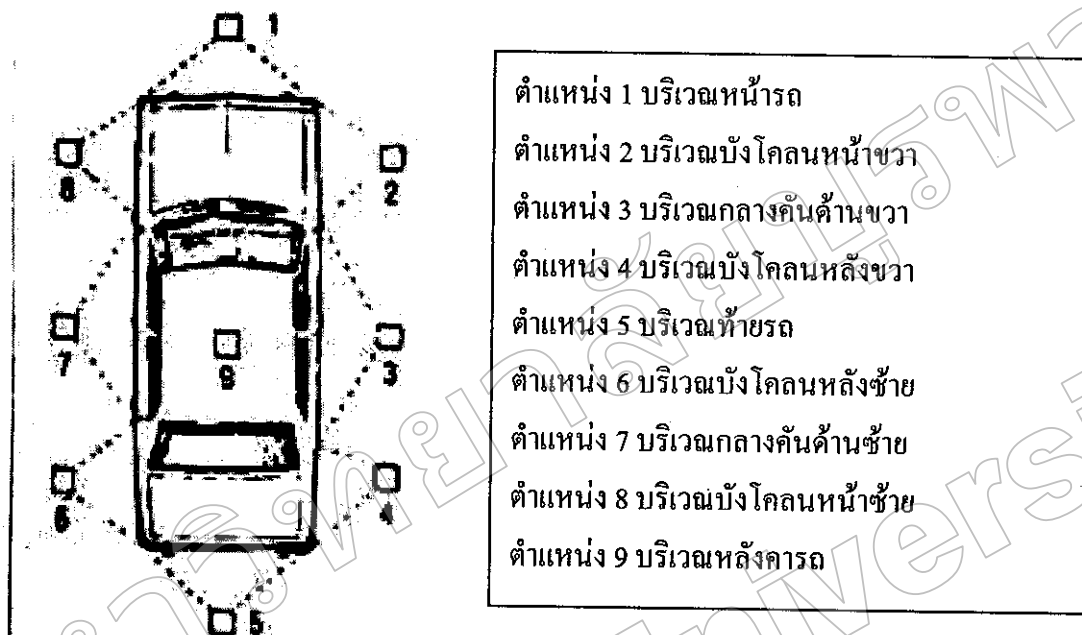 1
8
2
7
3
9
6
4
5
ตำแหน่ง 1 บริเวณหน้ารถ
ตำแหน่ง 2 บริเวณบังโคลนหน้าขวา
ตำแหน่ง 3 บริเวณกลางคันด้านขวา
ตำแหน่ง 4 บริเวณบังโคลนหลังขวา
ตำแหน่ง 5 บริเวณท้ายรถ
ตำแหน่ง 6 บริเวณบังโคลนหลังซ้าย
ตำแหน่ง 7 บริเวณกลางคันด้านซ้าย
ตำแหน่ง 8 บริเวณบังโคลนหน้าซ้าย
ตำแหน่ง 9 บริเวณหลังคารถ